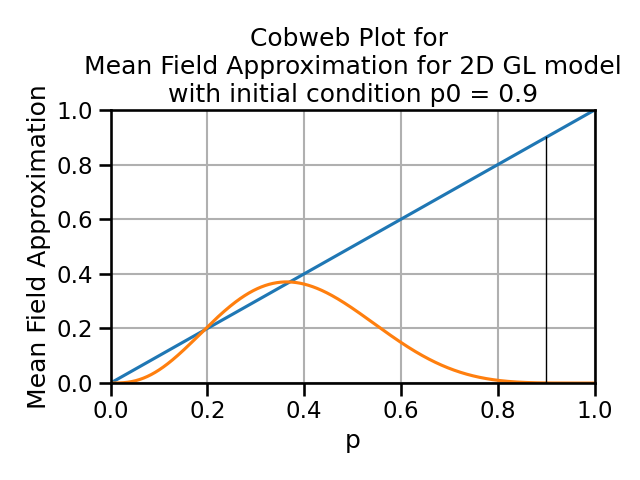 Cobweb Plot for
Mean Field Approximation for 2D GL model
with initial condition p0 = 0.9
Mean Field Approximation
1.0
0.8
0.6
0.4
0.2
0.0
0.0 0.2 0.4 0.6 0.8 1.0
p